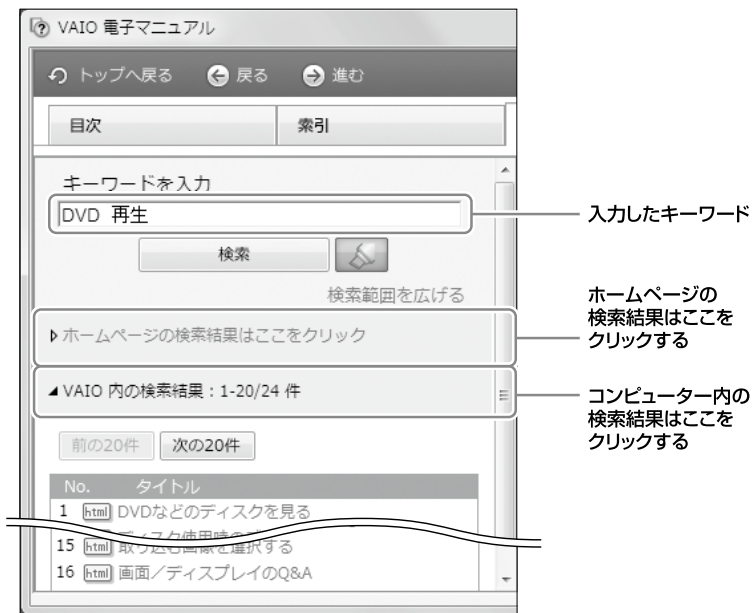 VAIO 電子マニュアル
トップへ戻る 戻る 進む
目次 索引
キーワードを入力
DVD 再生
検索
検索範囲を広げる
ホームページの検索結果はここをクリック
VAIO 内の検索結果：1-20/24 件
前の20件 次の20件
No. タイトル
1 html DVDなどのディスクを見る
15 html 取り込む画像を選択する
16 html 画面／ディスプレイのQ&A
入力したキーワード
ホームページの
検索結果はここを
クリックする
コンピューター内の
検索結果はここを
クリックする